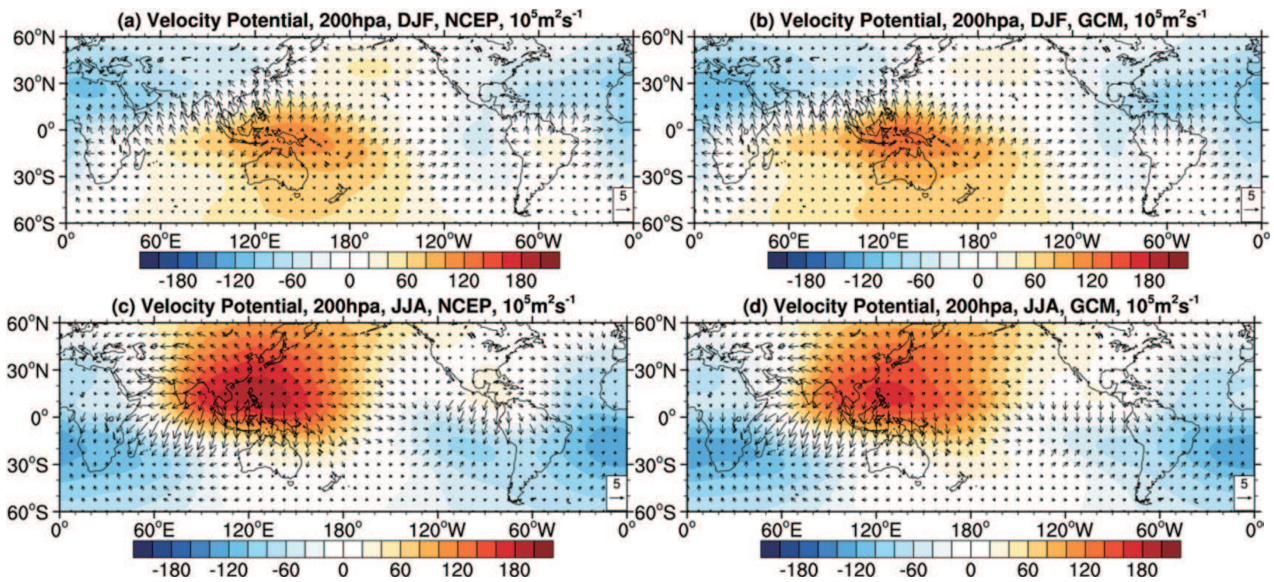 (a) Velocity Potential, 200hpa, DJF, NCEP, 10⁵m²s⁻¹
(b) Velocity Potential, 200hpa, DJF, GCM, 10⁵m²s⁻¹
60°N 60°N
30°N 30°N
0° 0°
30°S 30°S
5 5
60°S 60°S
0° 60°E 120°E 180° 120°W 60°W 0° 0° 60°E 120°E 180° 120°W 60°W 0°
-180 -120 -60 0 60 120 180 -180 -120 -60 0 60 120 180
(c) Velocity Potential, 200hpa, JJA, NCEP, 10⁵m²s⁻¹
(d) Velocity Potential, 200hpa, JJA, GCM, 10⁵m²s⁻¹
60°N 60°N
30°N 30°N
0° 0°
30°S 30°S
5 5
60°S 60°S
0° 60°E 120°E 180° 120°W 60°W 0° 0° 60°E 120°E 180° 120°W 60°W 0°
-180 -120 -60 0 60 120 180 -180 -120 -60 0 60 120 180